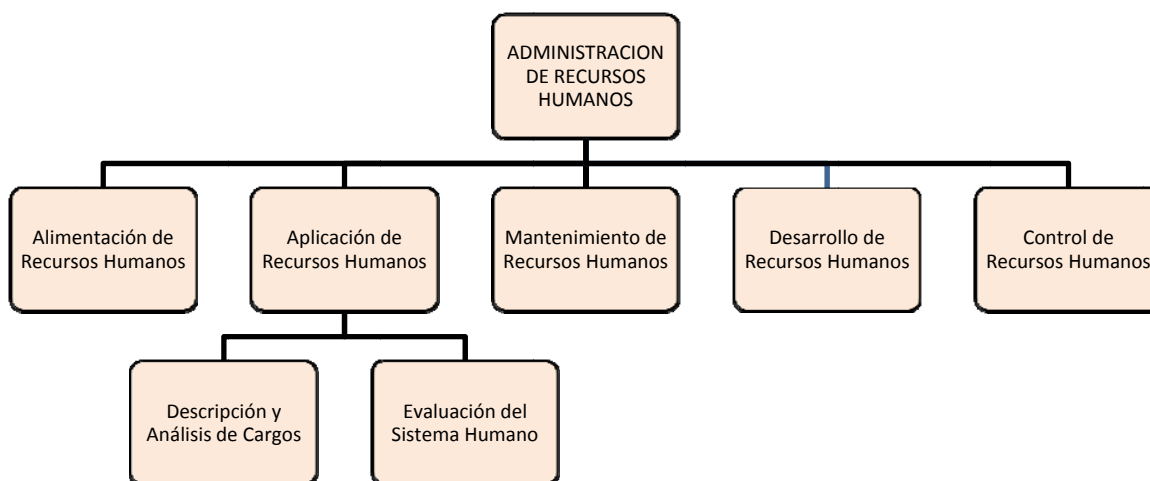 ADMINISTRACION
DE RECURSOS
HUMANOS
Alimentación de
Recursos Humanos
Aplicación de
Recursos Humanos
Mantenimiento de
Recursos Humanos
Desarrollo de
Recursos Humanos
Control de
Recursos Humanos
Descripción y
Análisis de Cargos
Evaluación del
Sistema Humano